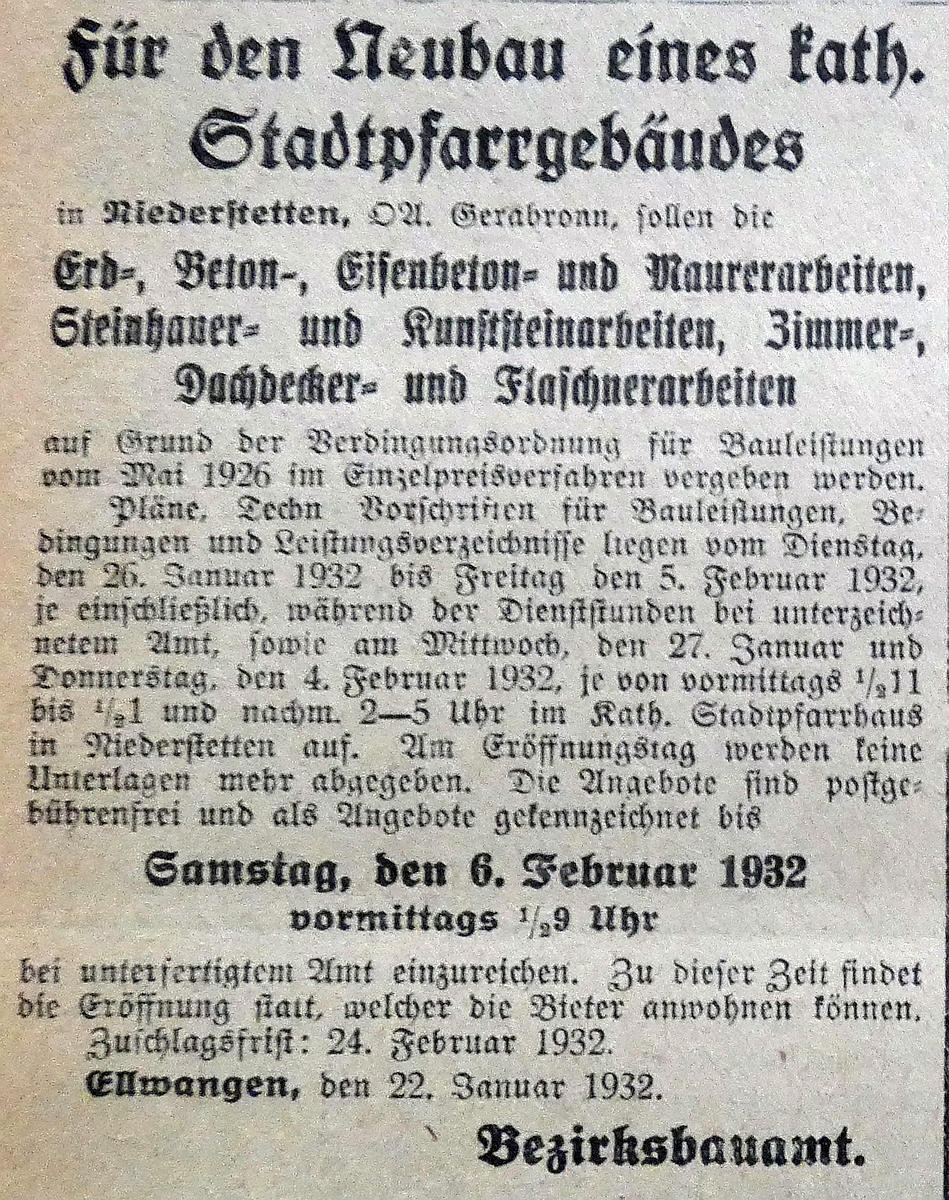 Für den Neubau eines kath.
Stadtpfarrgebäudes
in Niederstetten, OA. Gerabronn, sollen die
Erd-, Beton-, Eisenbeton- und Maurerarbeiten,
Steinhauer- und Kunststeinarbeiten, Zimmer-,
Dachdecker- und Flaschnerarbeiten
auf Grund der Verdingungsordnung für Bauleistungen
vom Mai 1926 im Einzelpreisverfahren vergeben werden.
Pläne, Techn Vorschriften für Bauleistungen, Be-
dingungen und Leistungsverzeichnisse liegen vom Dienstag,
den 26. Januar 1932 bis Freitag den 5. Februar 1932,
je einschließlich, während der Dienststunden bei unterzeich-
netem Amt, sowie am Mittwoch, den 27. Januar und
Donnerstag, den 4. Februar 1932, je von vormittags 1/211
bis 1/21 und nachm. 2—5 Uhr im Kath. Stadtpfarrhaus
in Niederstetten auf. Am Eröffnungstag werden keine
Unterlagen mehr abgegeben. Die Angebote sind postge-
bührenfrei und als Angebote gekennzeichnet bis
Samstag, den 6. Februar 1932
vormittags 1/29 Uhr
bei unterfertigtem Amt einzureichen. Zu dieser Zeit findet
die Eröffnung statt, welcher die Bieter anwohnen können.
Zuschlagsfrist: 24. Februar 1932.
Ellwangen, den 22. Januar 1932.
Bezirksbauamt.